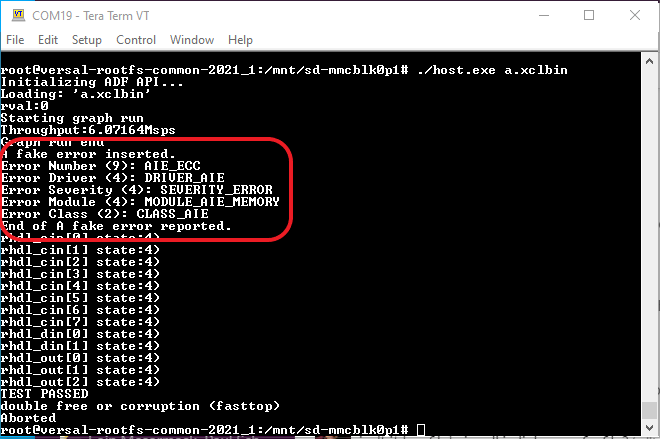 COM19 - Tera Term VT
File Edit Setup Control Window Help
root@versal-rootfs-common-2021_1:/mnt/sd-mmcblk0p1# ./host.exe a.xclbin
Initializing ADF API...
Loading: 'a.xclbin'
rval:0
Starting graph run
Throughput:6.07164Msps
Graph run end
A fake error inserted.
Error Number (9): AIE_ECC
Error Driver (4): DRIVER_AIE
Error Severity (4): SEVERITY_ERROR
Error Module (4): MODULE_AIE_MEMORY
Error Class (2): CLASS_AIE
End of A fake error reported.
rhdl_cin[0] state:4)
rhdl_cin[1] state:4)
rhdl_cin[2] state:4)
rhdl_cin[3] state:4)
rhdl_cin[4] state:4)
rhdl_cin[5] state:4)
rhdl_cin[6] state:4)
rhdl_cin[7] state:4)
rhdl_din[0] state:4)
rhdl_din[1] state:4)
rhdl_out[0] state:4)
rhdl_out[1] state:4)
rhdl_out[2] state:4)
TEST PASSED
double free or corruption (fasttop)
Aborted
root@versal-rootfs-common-2021_1:/mnt/sd-mmcblk0p1#